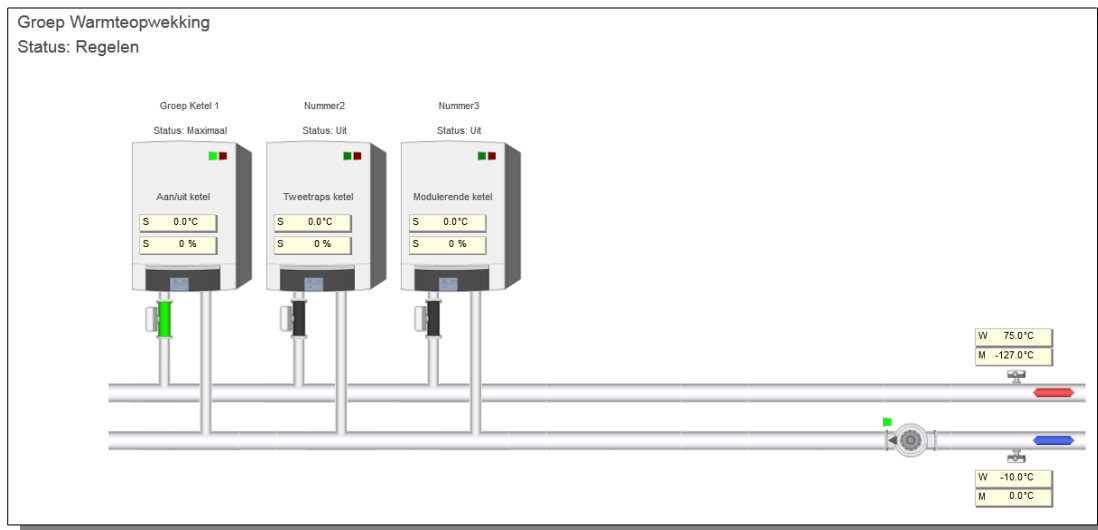 Groep Warmteopwekking
Status: Regelen
Groep Ketel 1
Nummer2
Nummer3
Status: Maximaal
Status: Uit
Status: Uit
Aan/uit ketel
Tweetraps ketel
Modulerende ketel
S 0.0°C
S 0.0°C
S 0.0°C
S 0 %
S 0 %
S 0 %
W 75.0°C
M -127.0°C
W -10.0°C
M 0.0°C